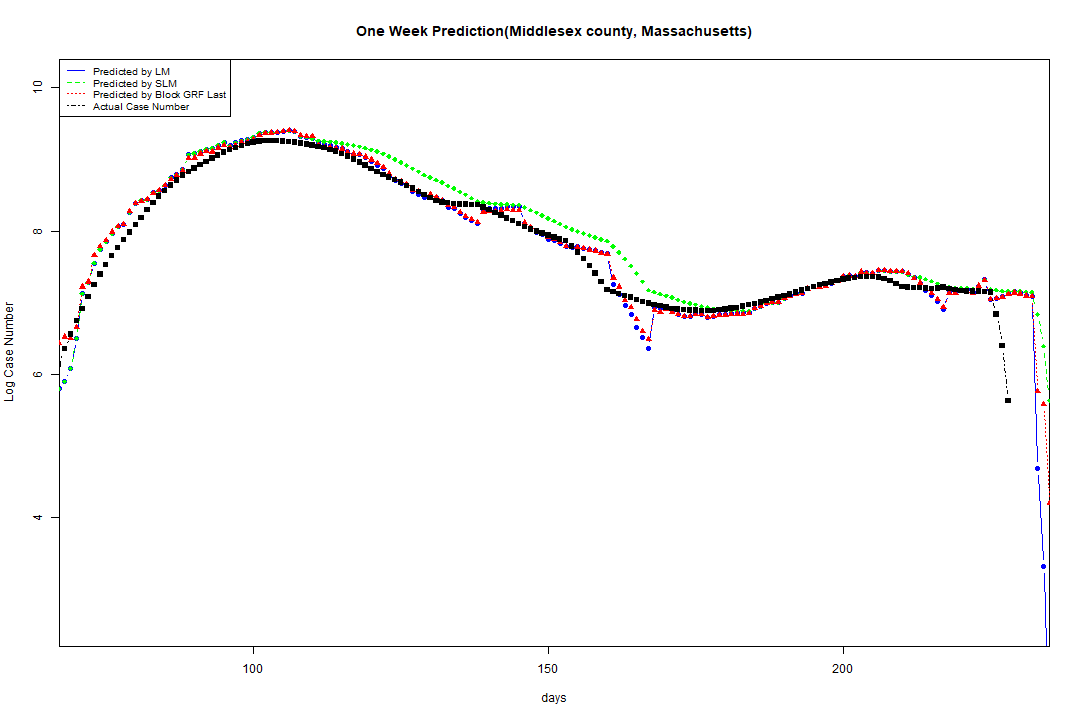 One Week Prediction(Middlesex county, Massachusetts)
Predicted by LM
Predicted by SLM
Predicted by Block GRF Last
Actual Case Number
10
8
6
4
Log Case Number
100
150
200
days